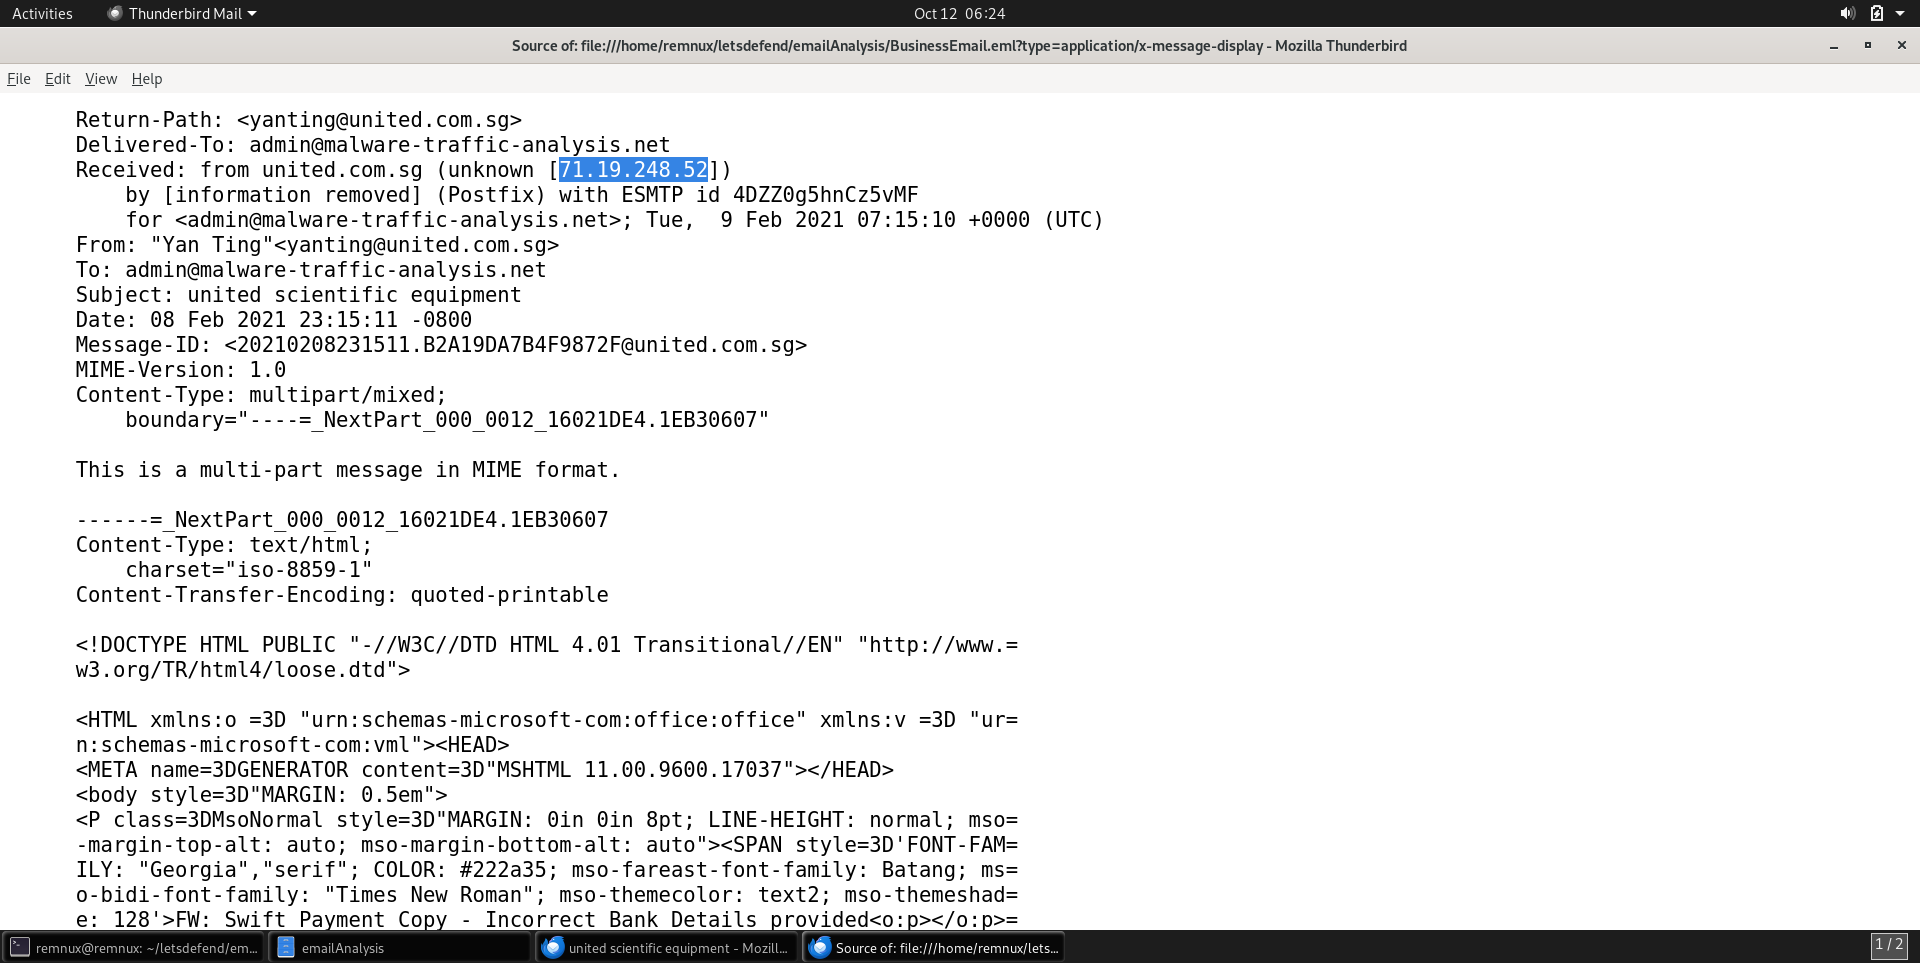 Activities Thunderbird Mail Oct 12 06:24
Source of: file:///home/remnux/letsdefend/emailAnalysis/BusinessEmail.eml?type=application/x-message-display - Mozilla Thunderbird
File Edit View Help
Return-Path: <yanting@united.com.sg>
Delivered-To: admin@malware-traffic-analysis.net
Received: from united.com.sg (unknown [71.19.248.52])
    by [information removed] (Postfix) with ESMTP id 4DZZ0g5hnCz5vMF
    for <admin@malware-traffic-analysis.net>; Tue,  9 Feb 2021 07:15:10 +0000 (UTC)
From: "Yan Ting"<yanting@united.com.sg>
To: admin@malware-traffic-analysis.net
Subject: united scientific equipment
Date: 08 Feb 2021 23:15:11 -0800
Message-ID: <20210208231511.B2A19DA7B4F9872F@united.com.sg>
MIME-Version: 1.0
Content-Type: multipart/mixed;
    boundary="----=_NextPart_000_0012_16021DE4.1EB30607"
This is a multi-part message in MIME format.
------=_NextPart_000_0012_16021DE4.1EB30607
Content-Type: text/html;
    charset="iso-8859-1"
Content-Transfer-Encoding: quoted-printable
<!DOCTYPE HTML PUBLIC "-//W3C//DTD HTML 4.01 Transitional//EN" "http://www.=
w3.org/TR/html4/loose.dtd">
<HTML xmlns:o =3D "urn:schemas-microsoft-com:office:office" xmlns:v =3D "ur=
n:schemas-microsoft-com:vml"><HEAD>
<META name=3DGENERATOR content=3D"MSHTML 11.00.9600.17037"></HEAD>
<body style=3D"MARGIN: 0.5em">
<P class=3DMsoNormal style=3D"MARGIN: 0in 0in 8pt; LINE-HEIGHT: normal; mso=
-margin-top-alt: auto; mso-margin-bottom-alt: auto"><SPAN style=3D'FONT-FAM=
ILY: "Georgia","serif"; COLOR: #222a35; mso-fareast-font-family: Batang; ms=
o-bidi-font-family: "Times New Roman"; mso-themecolor: text2; mso-themeshad=
e: 128'>FW: Swift Payment Copy - Incorrect Bank Details provided<o:p></o:p>=
remnux@remnux: ~/letsdefend/em... emailAnalysis united scientific equipment - Mozill... Source of: file:///home/remnux/lets... 1 / 2